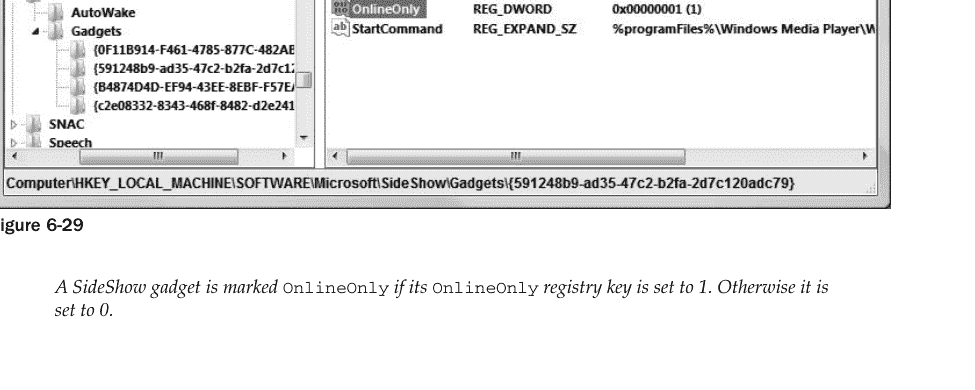 AutoWake
Gadgets
{0F11B914-F461-4785-877C-482AE
{591248b9-ad35-47c2-b2fa-2d7c12
{B4874D4D-EF94-43EE-8EBF-F57E
{c2e08332-8343-468f-8482-d2e241
SNAC
Speech
OnlineOnly REG_DWORD 0x00000001 (1)
StartCommand REG_EXPAND_SZ %programFiles%\Windows Media Player\W
Computer\HKEY_LOCAL_MACHINE\SOFTWARE\Microsoft\SideShow\Gadgets\{591248b9-ad35-47c2-b2fa-2d7c120adc79}
igure 6-29
A SideShow gadget is marked OnlineOnly if its OnlineOnly registry key is set to 1. Otherwise it is
set to 0.